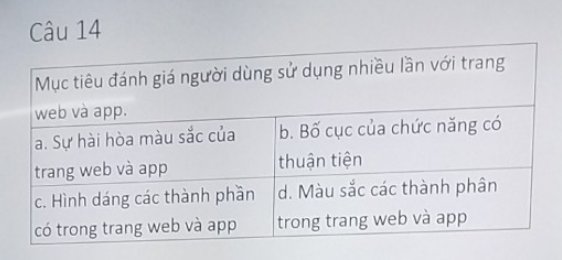 Câu 14
Mục tiêu đánh giá người dùng sử dụng nhiều lần với trang
web và app.
a. Sự hài hòa màu sắc của
trang web và app
b. Bố cục của chức năng có
thuận tiện
c. Hình dáng các thành phần
có trong trang web và app
d. Màu sắc các thành phân
trong trang web và app